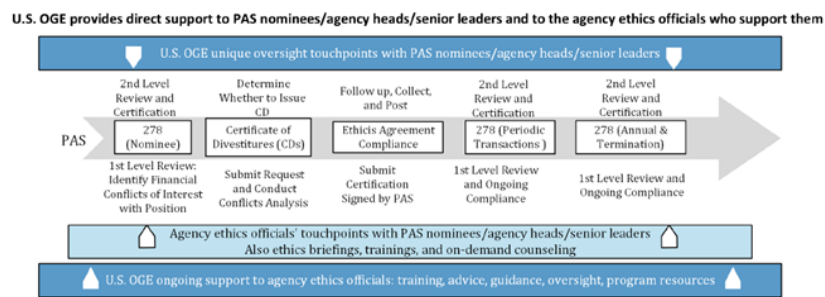 U.S. OGE provides direct support to PAS nominees/agency heads/senior leaders and to the agency ethics officials who support them
U.S. OGE unique oversight touchpoints with PAS nominees/agency heads/senior leaders
2nd Level
Review and
Certification
Determine
Whether to Issue
CD
Follow up, Collect,
and Post
2nd Level
Review and
Certification
2nd Level
Review and
Certification
PAS
278
(Nominee)
Certificate of
Divestitures (CDs)
Ethicis Agreement
Compliance
278 (Periodic
Transactions )
278 (Annual &
Termination)
1st Level Review:
Identify Financial
Conflicts of Interest
with Position
Submit Request
and Conduct
Conflicts Analysis
Submit
Certification
Signed by PAS
1st Level Review
and Ongoing
Compliance
1st Level Review and
Ongoing Compliance
Agency ethics officials' touchpoints with PAS nominees/agency heads/senior leaders
Also ethics briefings, trainings, and on-demand counseling
U.S. OGE ongoing support to agency ethics officials: training, advice, guidance, oversight, program resources